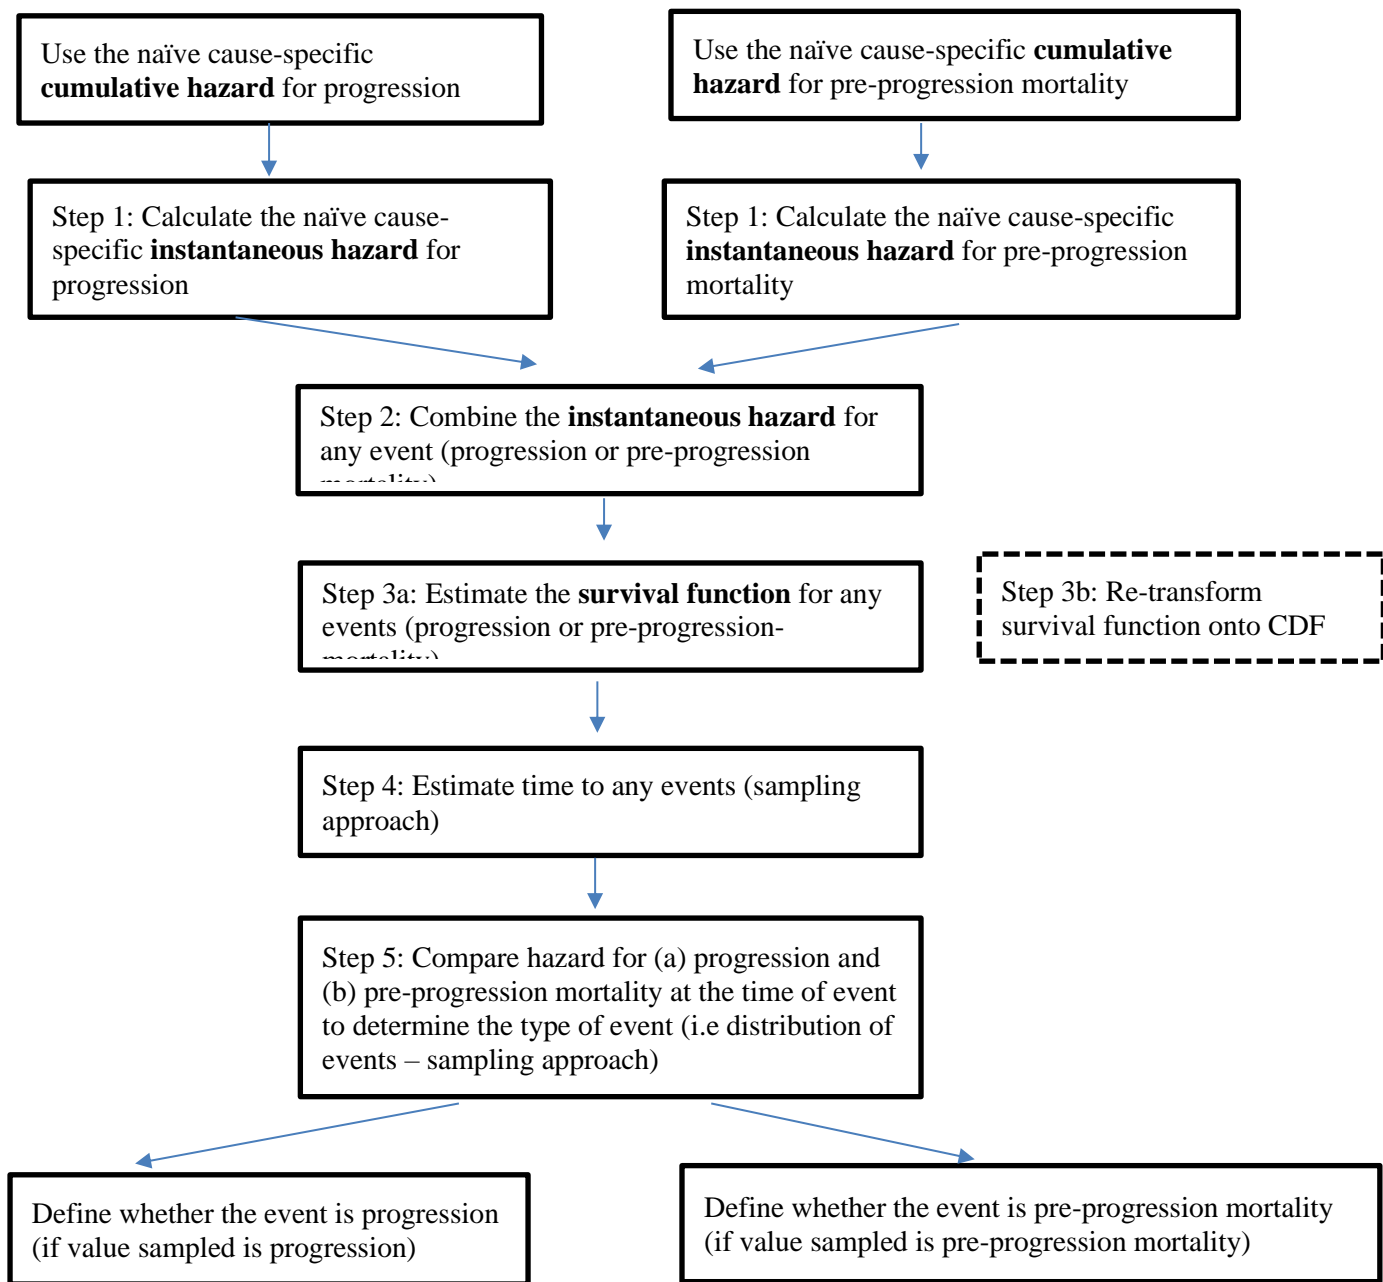 Use the naïve cause-specific
cumulative hazard for progression
Use the naïve cause-specific cumulative
hazard for pre-progression mortality
Step 1: Calculate the naïve cause-
specific instantaneous hazard for
progression
Step 1: Calculate the naïve cause-specific
instantaneous hazard for pre-progression
mortality
Step 2: Combine the instantaneous hazard for
any event (progression or pre-progression
mortality)
Step 3a: Estimate the survival function for any
events (progression or pre-progression-
mortality)
Step 3b: Re-transform
survival function onto CDF
Step 4: Estimate time to any events (sampling
approach)
Step 5: Compare hazard for (a) progression and
(b) pre-progression mortality at the time of event
to determine the type of event (i.e distribution of
events – sampling approach)
Define whether the event is progression
(if value sampled is progression)
Define whether the event is pre-progression mortality
(if value sampled is pre-progression mortality)